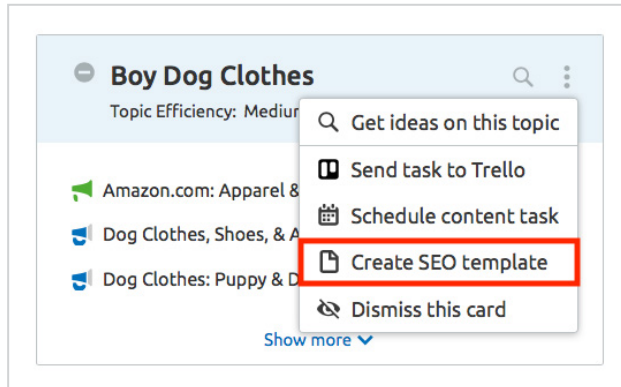 Boy Dog Clothes
Topic Efficiency:
Get ideas on this topic
Send task to Trello
Amazon.com: Apparel &
Schedule content task
Dog Clothes, Shoes, & A
Create SEO template
Dog Clothes: Puppy & D
Dismiss this card
Show more